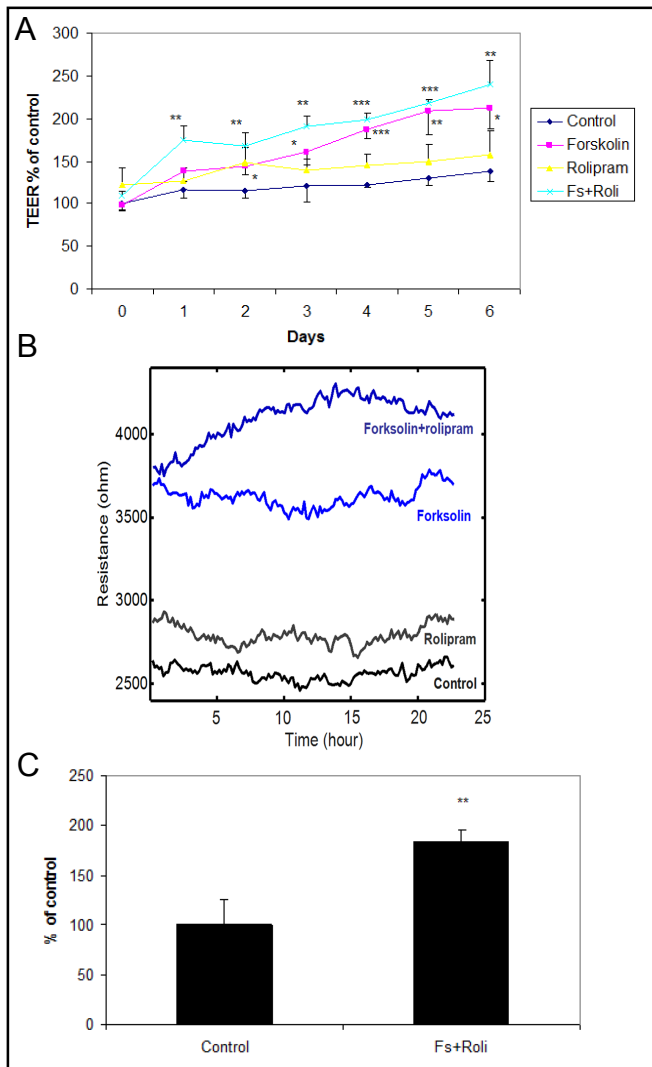 A
300
250
200
150
100
50
0
TEER % of control
** ** ** *** *** **
* *** ** *
*
0 1 2 3 4 5 6
Days
Control
Forskolin
Rolipram
Fs+Roli
B
4000
3500
3000
2500
Resistance (ohm)
Forksolin+rolipram
Forksolin
Rolipram
Control
5 10 15 20 25
Time (hour)
C
250
200
150
100
50
0
% of control
**
Control Fs+Roli